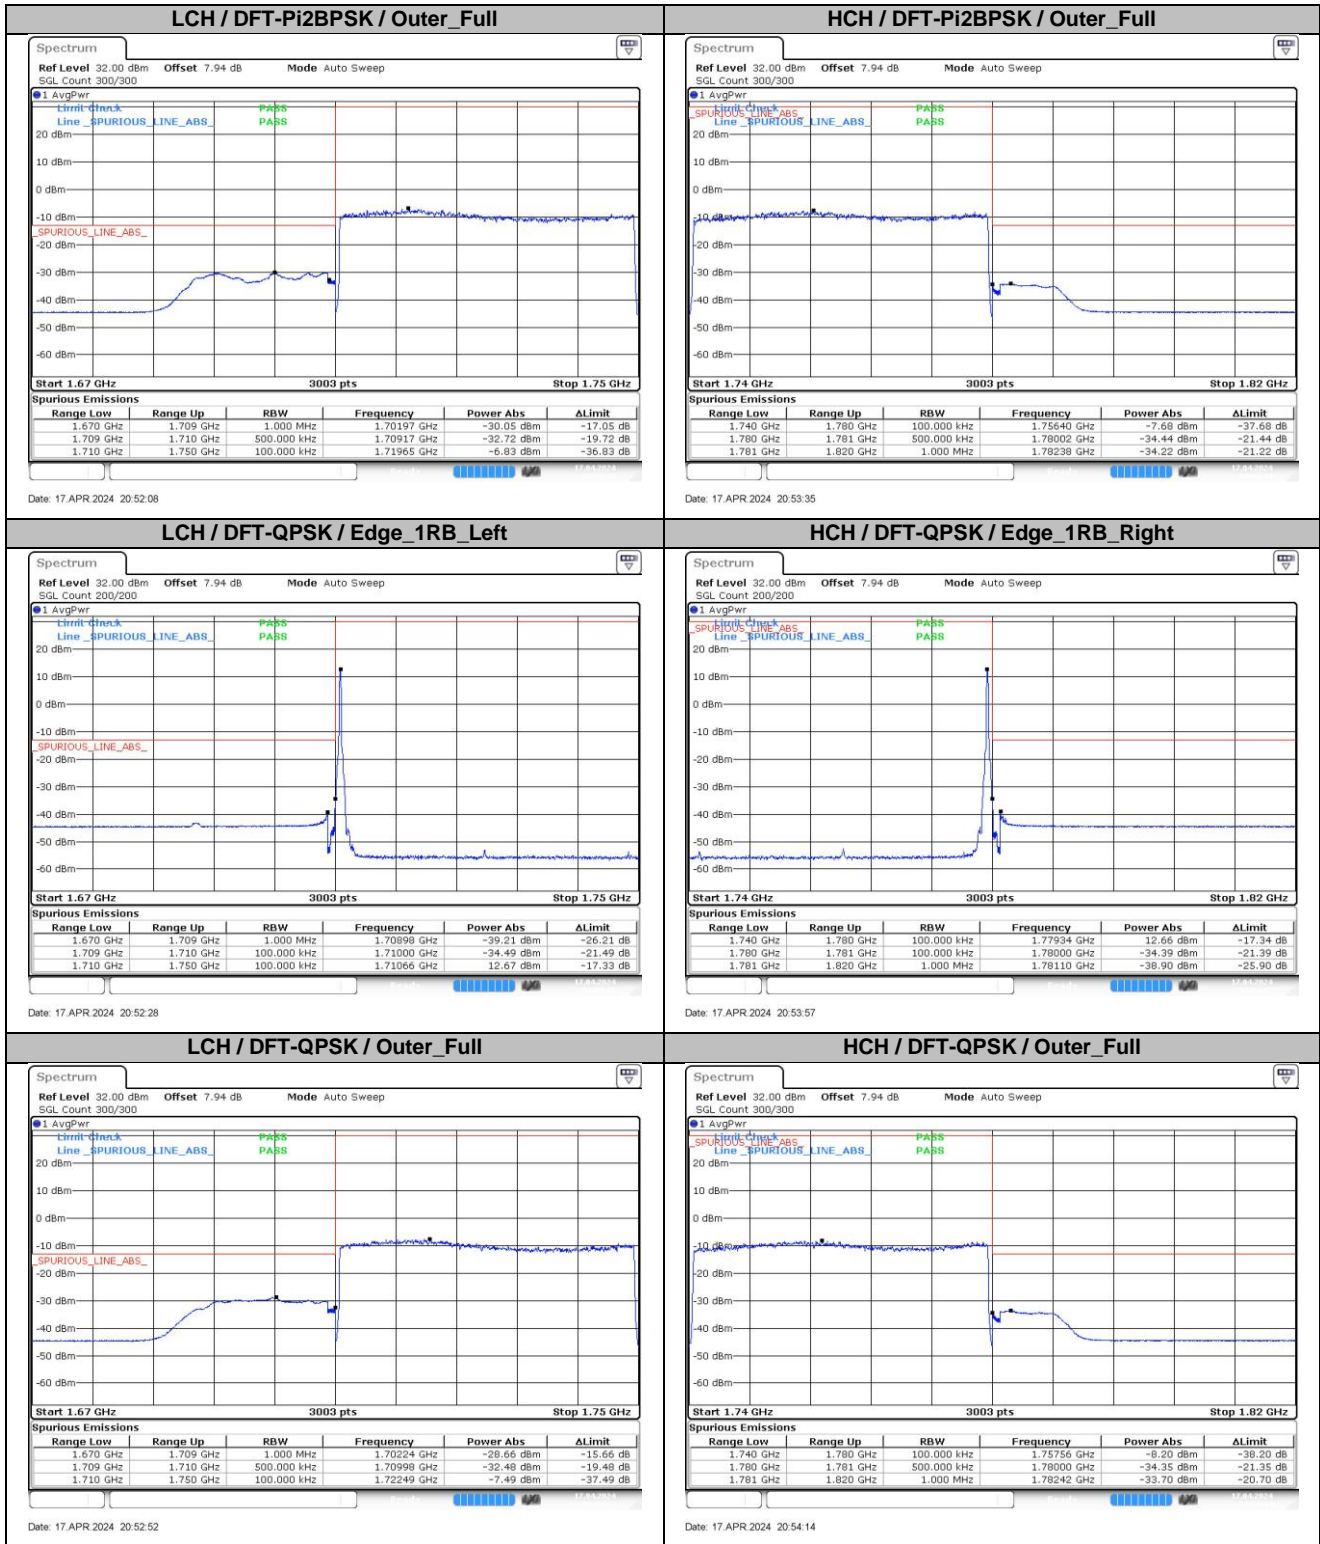 LCH / DFT-Pi2BPSK / Outer_Full
Spectrum
Ref Level 32.00 dBm Offset 7.94 dB Mode Auto Sweep
SGL Count 300/300
1 AvgPwr
Limit Check PASS
Line _SPURIOUS_LINE_ABS_ PASS
20 dBm
10 dBm
0 dBm
-10 dBm
_SPURIOUS_LINE_ABS_
-20 dBm
-30 dBm
-40 dBm
-50 dBm
-60 dBm
Start 1.67 GHz 3003 pts Stop 1.75 GHz
Spurious Emissions
Range Low Range Up RBW Frequency Power Abs ΔLimit
1.670 GHz 1.709 GHz 1.000 MHz 1.70197 GHz -30.05 dBm -17.05 dB
1.709 GHz 1.710 GHz 500.000 kHz 1.70917 GHz -32.72 dBm -19.72 dB
1.710 GHz 1.750 GHz 100.000 kHz 1.71965 GHz -6.83 dBm -36.83 dB
Date: 17.APR.2024 20:52:08
HCH / DFT-Pi2BPSK / Outer_Full
Spectrum
Ref Level 32.00 dBm Offset 7.94 dB Mode Auto Sweep
SGL Count 300/300
1 AvgPwr
Limit Check PASS
_SPURIOUS_LINE_ABS_
Line _SPURIOUS_LINE_ABS_ PASS
20 dBm
10 dBm
0 dBm
-10 dBm
-20 dBm
-30 dBm
-40 dBm
-50 dBm
-60 dBm
Start 1.74 GHz 3003 pts Stop 1.82 GHz
Spurious Emissions
Range Low Range Up RBW Frequency Power Abs ΔLimit
1.740 GHz 1.780 GHz 100.000 kHz 1.75640 GHz -7.68 dBm -37.68 dB
1.780 GHz 1.781 GHz 500.000 kHz 1.78002 GHz -34.44 dBm -21.44 dB
1.781 GHz 1.820 GHz 1.000 MHz 1.78238 GHz -34.22 dBm -21.22 dB
Date: 17.APR.2024 20:53:35
LCH / DFT-QPSK / Edge_1RB_Left
Spectrum
Ref Level 32.00 dBm Offset 7.94 dB Mode Auto Sweep
SGL Count 200/200
1 AvgPwr
Limit Check PASS
Line _SPURIOUS_LINE_ABS_ PASS
20 dBm
10 dBm
0 dBm
-10 dBm
_SPURIOUS_LINE_ABS_
-20 dBm
-30 dBm
-40 dBm
-50 dBm
-60 dBm
Start 1.67 GHz 3003 pts Stop 1.75 GHz
Spurious Emissions
Range Low Range Up RBW Frequency Power Abs ΔLimit
1.670 GHz 1.709 GHz 1.000 MHz 1.70898 GHz -39.21 dBm -26.21 dB
1.709 GHz 1.710 GHz 100.000 kHz 1.71000 GHz -34.49 dBm -21.49 dB
1.710 GHz 1.750 GHz 100.000 kHz 1.71066 GHz 12.67 dBm -17.33 dB
Date: 17.APR.2024 20:52:28
HCH / DFT-QPSK / Edge_1RB_Right
Spectrum
Ref Level 32.00 dBm Offset 7.94 dB Mode Auto Sweep
SGL Count 200/200
1 AvgPwr
Limit Check PASS
_SPURIOUS_LINE_ABS_
Line _SPURIOUS_LINE_ABS_ PASS
20 dBm
10 dBm
0 dBm
-10 dBm
-20 dBm
-30 dBm
-40 dBm
-50 dBm
-60 dBm
Start 1.74 GHz 3003 pts Stop 1.82 GHz
Spurious Emissions
Range Low Range Up RBW Frequency Power Abs ΔLimit
1.740 GHz 1.780 GHz 100.000 kHz 1.77934 GHz 12.66 dBm -17.34 dB
1.780 GHz 1.781 GHz 100.000 kHz 1.78000 GHz -34.39 dBm -21.39 dB
1.781 GHz 1.820 GHz 1.000 MHz 1.78110 GHz -38.90 dBm -25.90 dB
Date: 17.APR.2024 20:53:57
LCH / DFT-QPSK / Outer_Full
Spectrum
Ref Level 32.00 dBm Offset 7.94 dB Mode Auto Sweep
SGL Count 300/300
1 AvgPwr
Limit Check PASS
Line _SPURIOUS_LINE_ABS_ PASS
20 dBm
10 dBm
0 dBm
-10 dBm
_SPURIOUS_LINE_ABS_
-20 dBm
-30 dBm
-40 dBm
-50 dBm
-60 dBm
Start 1.67 GHz 3003 pts Stop 1.75 GHz
Spurious Emissions
Range Low Range Up RBW Frequency Power Abs ΔLimit
1.670 GHz 1.709 GHz 1.000 MHz 1.70224 GHz -28.66 dBm -15.66 dB
1.709 GHz 1.710 GHz 500.000 kHz 1.70998 GHz -32.48 dBm -19.48 dB
1.710 GHz 1.750 GHz 100.000 kHz 1.72249 GHz -7.49 dBm -37.49 dB
Date: 17.APR.2024 20:52:52
HCH / DFT-QPSK / Outer_Full
Spectrum
Ref Level 32.00 dBm Offset 7.94 dB Mode Auto Sweep
SGL Count 300/300
1 AvgPwr
Limit Check PASS
_SPURIOUS_LINE_ABS_
Line _SPURIOUS_LINE_ABS_ PASS
20 dBm
10 dBm
0 dBm
-10 dBm
-20 dBm
-30 dBm
-40 dBm
-50 dBm
-60 dBm
Start 1.74 GHz 3003 pts Stop 1.82 GHz
Spurious Emissions
Range Low Range Up RBW Frequency Power Abs ΔLimit
1.740 GHz 1.780 GHz 100.000 kHz 1.75756 GHz -8.20 dBm -38.20 dB
1.780 GHz 1.781 GHz 500.000 kHz 1.78000 GHz -34.35 dBm -21.35 dB
1.781 GHz 1.820 GHz 1.000 MHz 1.78242 GHz -33.70 dBm -20.70 dB
Date: 17.APR.2024 20:54:14